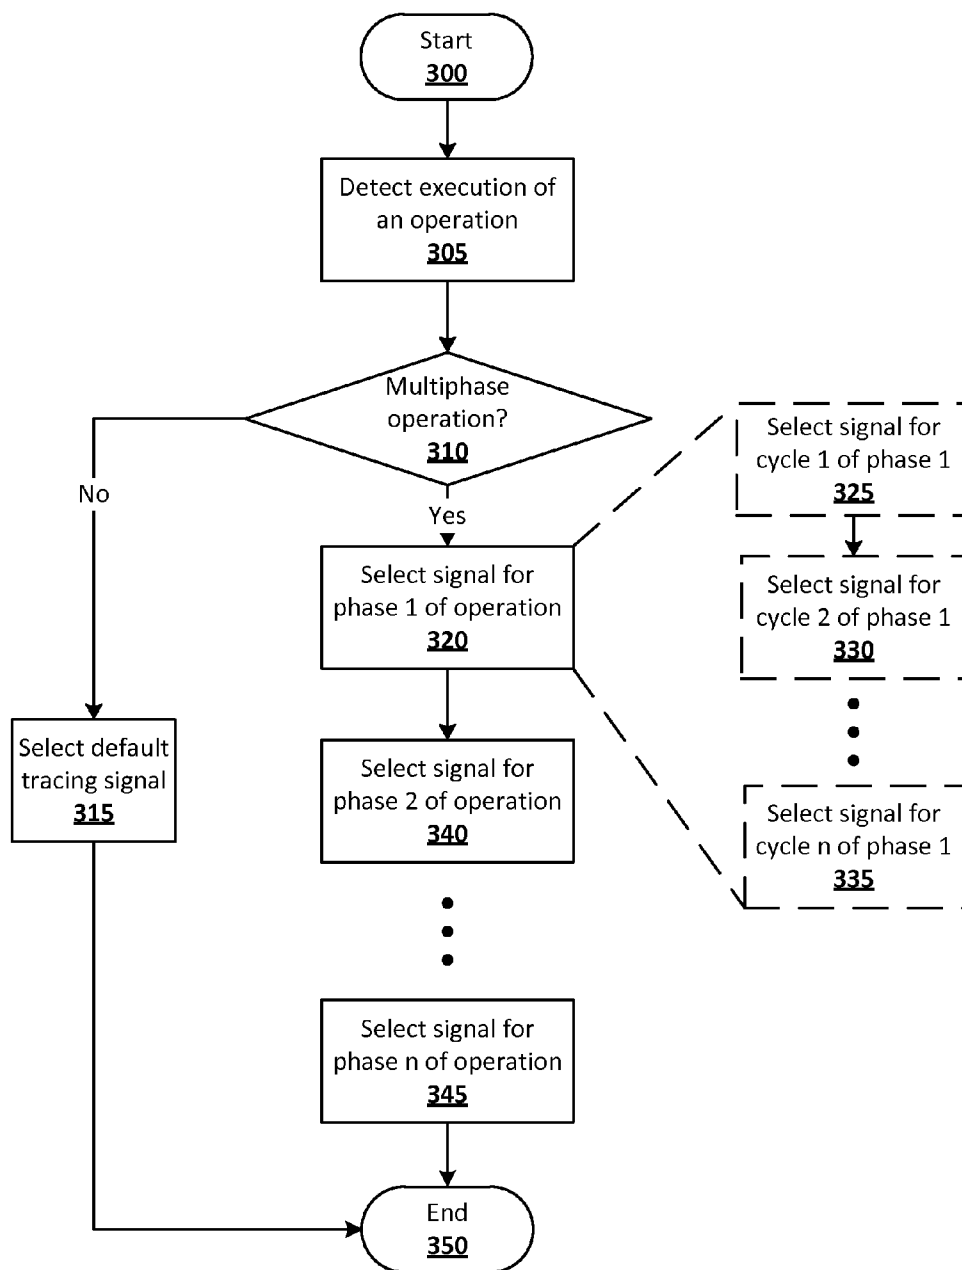 Start
300
Detect execution of
an operation
305
Multiphase
operation?
310
No
Yes
Select signal for
phase 1 of operation
320
Select signal for
cycle 1 of phase 1
325
Select signal for
cycle 2 of phase 1
330
Select signal for
cycle n of phase 1
335
Select default
tracing signal
315
Select signal for
phase 2 of operation
340
Select signal for
phase n of operation
345
End
350